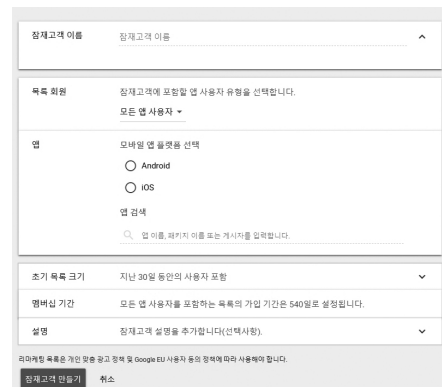 잠재고객 이름 잠재고객 이름
목록 회원 잠재고객에 포함할 앱 사용자 유형을 선택합니다.
모든 앱 사용자
앱 모바일 앱 플랫폼 선택
Android
iOS
앱 검색
앱 이름, 패키지 이름 또는 게시자를 입력합니다.
초기 목록 크기 지난 30일 동안의 사용자 포함
멤버십 기간 모든 앱 사용자를 포함하는 목록의 가입 기간은 540일로 설정됩니다.
설명 잠재고객 설명을 추가합니다(선택사항).
리마케팅 목록은 개인 맞춤 광고 정책 및 Google EU 사용자 동의 정책에 따라 사용해야 합니다.
잠재고객 만들기 취소